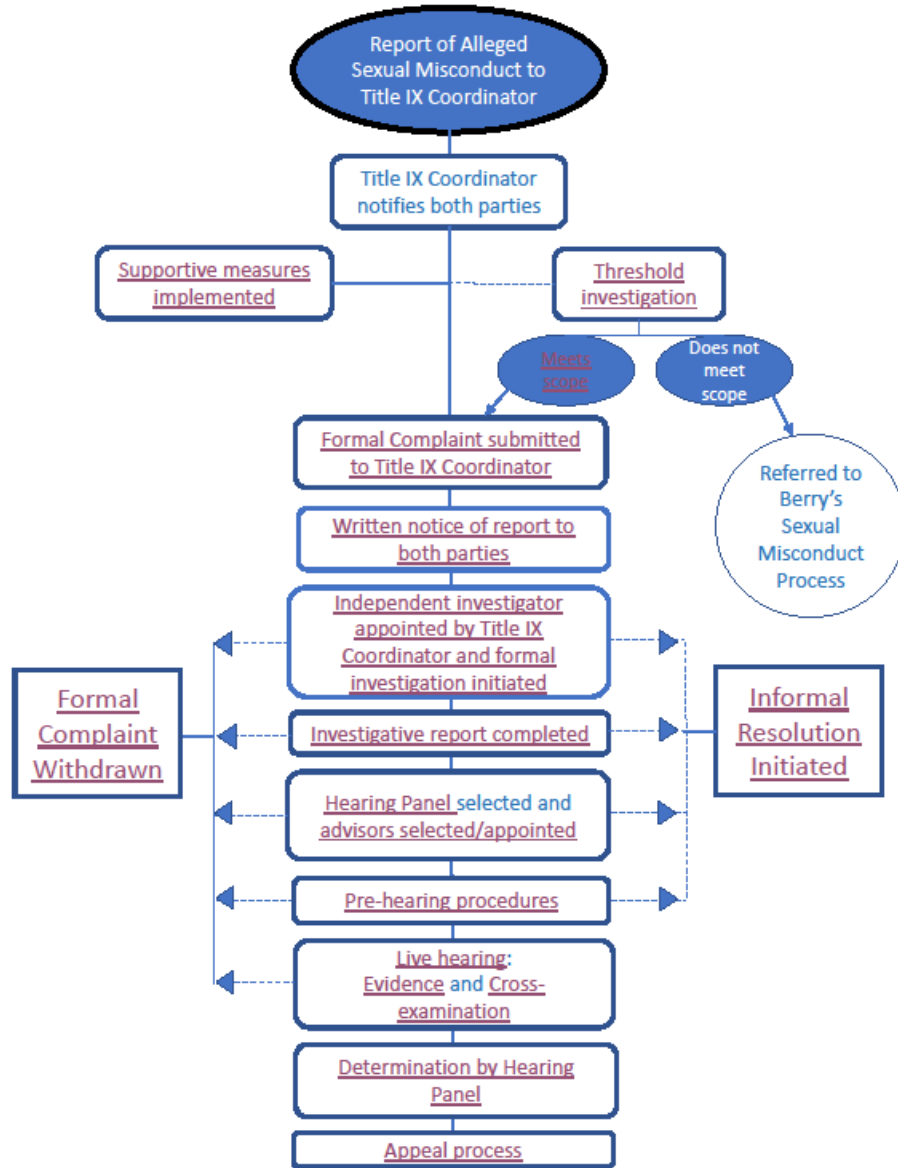 Report of Alleged
Sexual Misconduct to
Title IX Coordinator
Title IX Coordinator
notifies both parties
Supportive measures
implemented
Threshold
investigation
Meets
scope
Does not
meet
scope
Formal Complaint submitted
to Title IX Coordinator
Referred to
Berry’s
Sexual
Misconduct
Process
Written notice of report to
both parties
Independent investigator
appointed by Title IX
Coordinator and formal
investigation initiated
Formal
Complaint
Withdrawn
Informal
Resolution
Initiated
Investigative report completed
Hearing Panel selected and
advisors selected/appointed
Pre-hearing procedures
Live hearing:
Evidence and Cross-
examination
Determination by Hearing
Panel
Appeal process